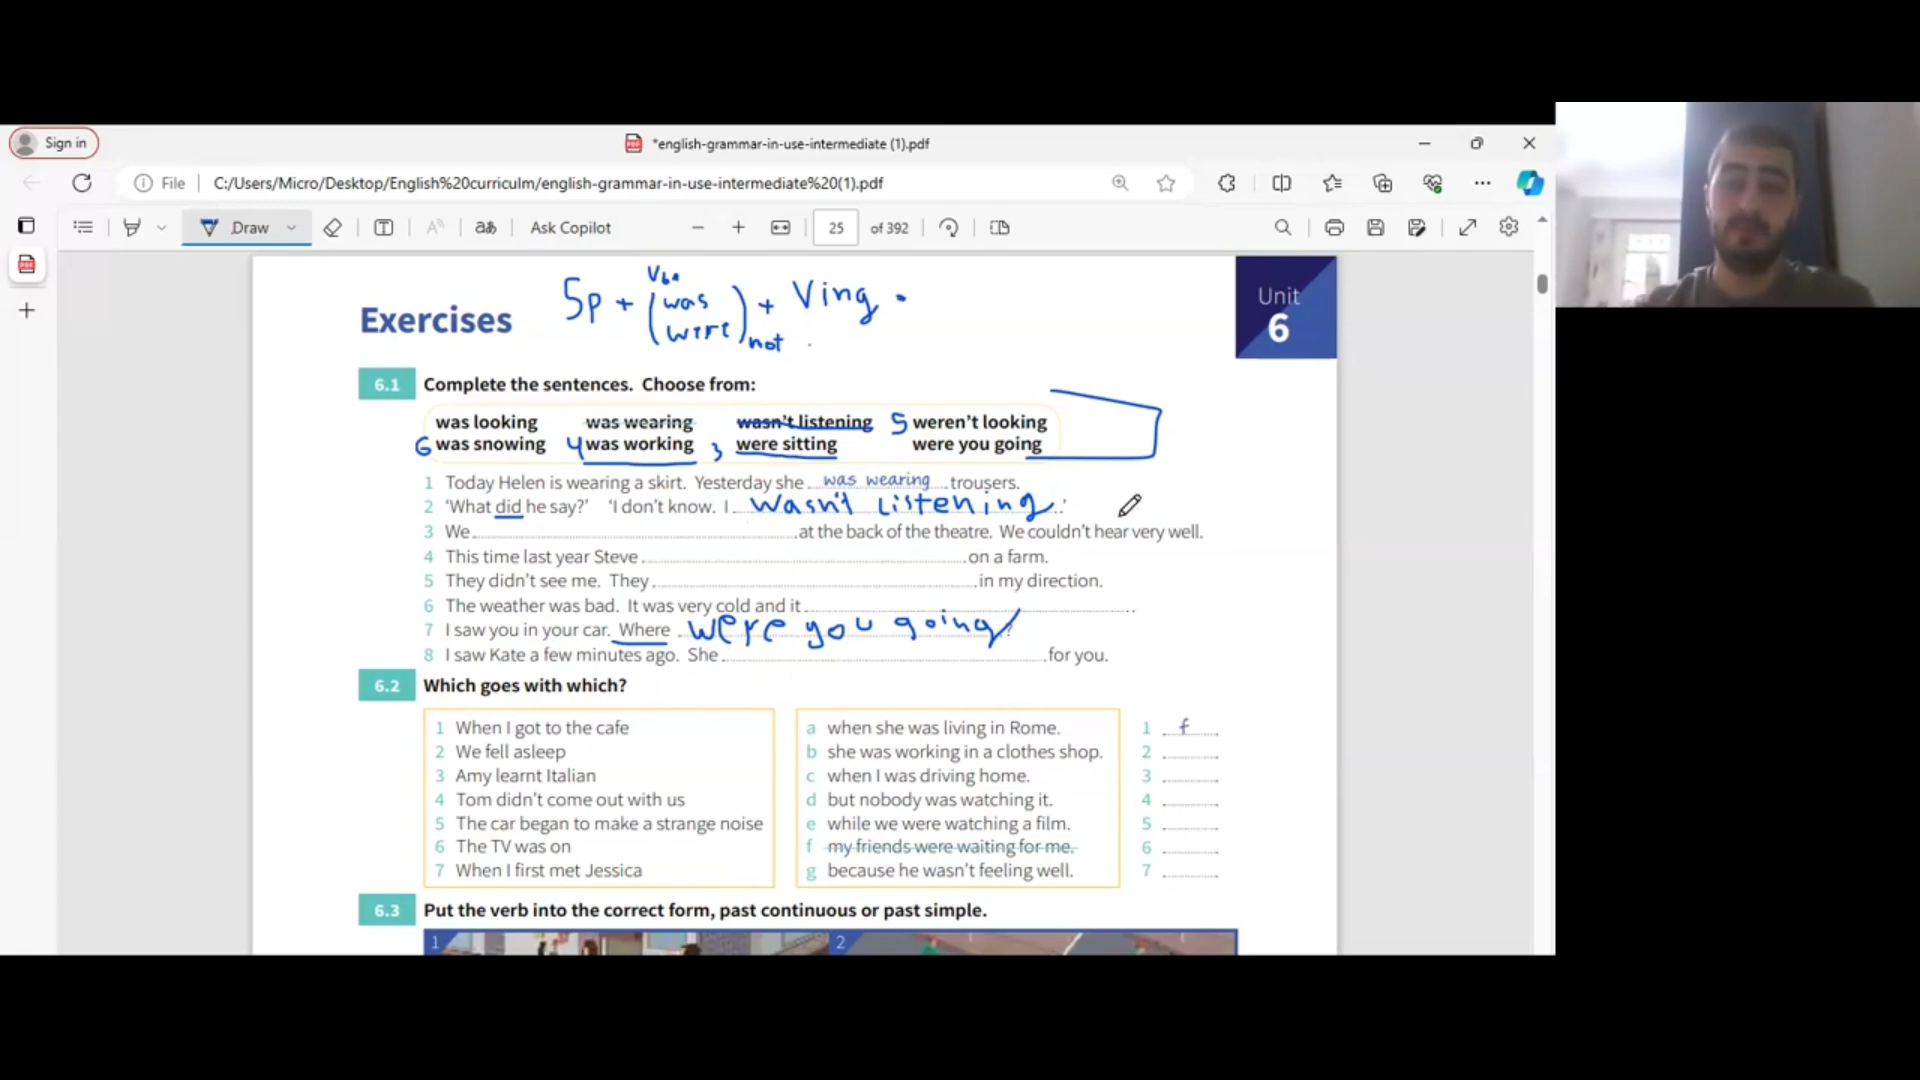 Sign in
*english-grammar-in-use-intermediate (1).pdf
File
C:/Users/Micro/Desktop/English%20curriculm/english-grammar-in-use-intermediate%20(1).pdf
Draw
Ask Copilot
25 of 392
Exercises
Sp + (was were) not + Ving .
Unit
6
6.1 Complete the sentences. Choose from:
was looking was wearing wasn't listening 5 weren't looking
6 was snowing 4 was working 3 were sitting were you going
1 Today Helen is wearing a skirt. Yesterday she was wearing trousers.
2 'What did he say?' 'I don't know. I wasn't listening.'
3 We at the back of the theatre. We couldn't hear very well.
4 This time last year Steve on a farm.
5 They didn't see me. They in my direction.
6 The weather was bad. It was very cold and it .
7 I saw you in your car. Where were you going ?
8 I saw Kate a few minutes ago. She for you.
6.2 Which goes with which?
1 When I got to the cafe
2 We fell asleep
3 Amy learnt Italian
4 Tom didn't come out with us
5 The car began to make a strange noise
6 The TV was on
7 When I first met Jessica
a when she was living in Rome.
b she was working in a clothes shop.
c when I was driving home.
d but nobody was watching it.
e while we were watching a film.
f my friends were waiting for me.
g because he wasn't feeling well.
1 f
2
3
4
5
6
7
6.3 Put the verb into the correct form, past continuous or past simple.
1
2